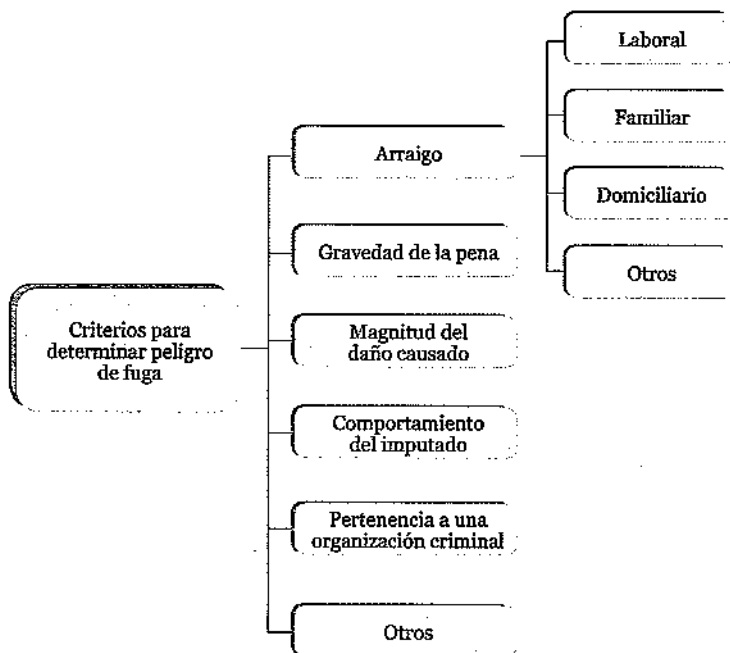 Criterios para
determinar peligro
de fuga
Arraigo
Gravedad de la pena
Magnitud del
daño causado
Comportamiento
del imputado
Pertenencia a una
organización criminal
Otros
Laboral
Familiar
Domiciliario
Otros